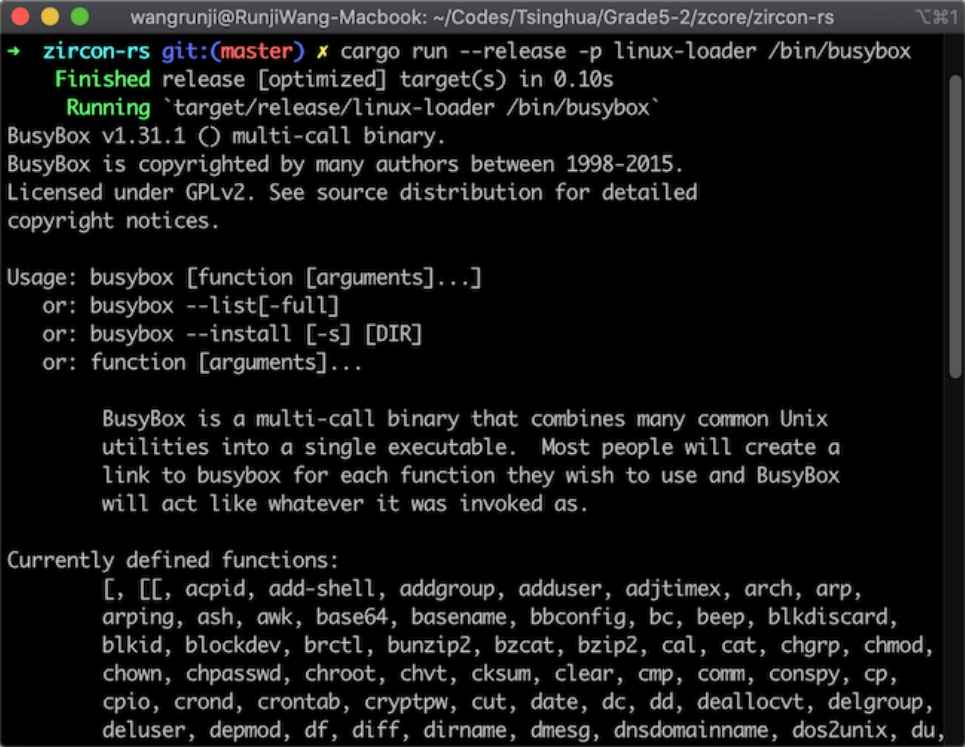 wangrunji@RunjiWang-Macbook: ~/Codes/Tsinghua/Grade5-2/zcore/zircon-rs ⌥⌘1
➜ zircon-rs git:(master) ✗ cargo run --release -p linux-loader /bin/busybox
Finished release [optimized] target(s) in 0.10s
Running `target/release/linux-loader /bin/busybox`
BusyBox v1.31.1 () multi-call binary.
BusyBox is copyrighted by many authors between 1998-2015.
Licensed under GPLv2. See source distribution for detailed
copyright notices.
Usage: busybox [function [arguments]...]
or: busybox --list[-full]
or: busybox --install [-s] [DIR]
or: function [arguments]...
BusyBox is a multi-call binary that combines many common Unix
utilities into a single executable.  Most people will create a
link to busybox for each function they wish to use and BusyBox
will act like whatever it was invoked as.
Currently defined functions:
[, [[, acpid, add-shell, addgroup, adduser, adjtimex, arch, arp,
arping, ash, awk, base64, basename, bbconfig, bc, beep, blkdiscard,
blkid, blockdev, brctl, bunzip2, bzcat, bzip2, cal, cat, chgrp, chmod,
chown, chpasswd, chroot, chvt, cksum, clear, cmp, comm, conspy, cp,
cpio, crond, crontab, cryptpw, cut, date, dc, dd, deallocvt, delgroup,
deluser, depmod, df, diff, dirname, dmesg, dnsdomainname, dos2unix, du,